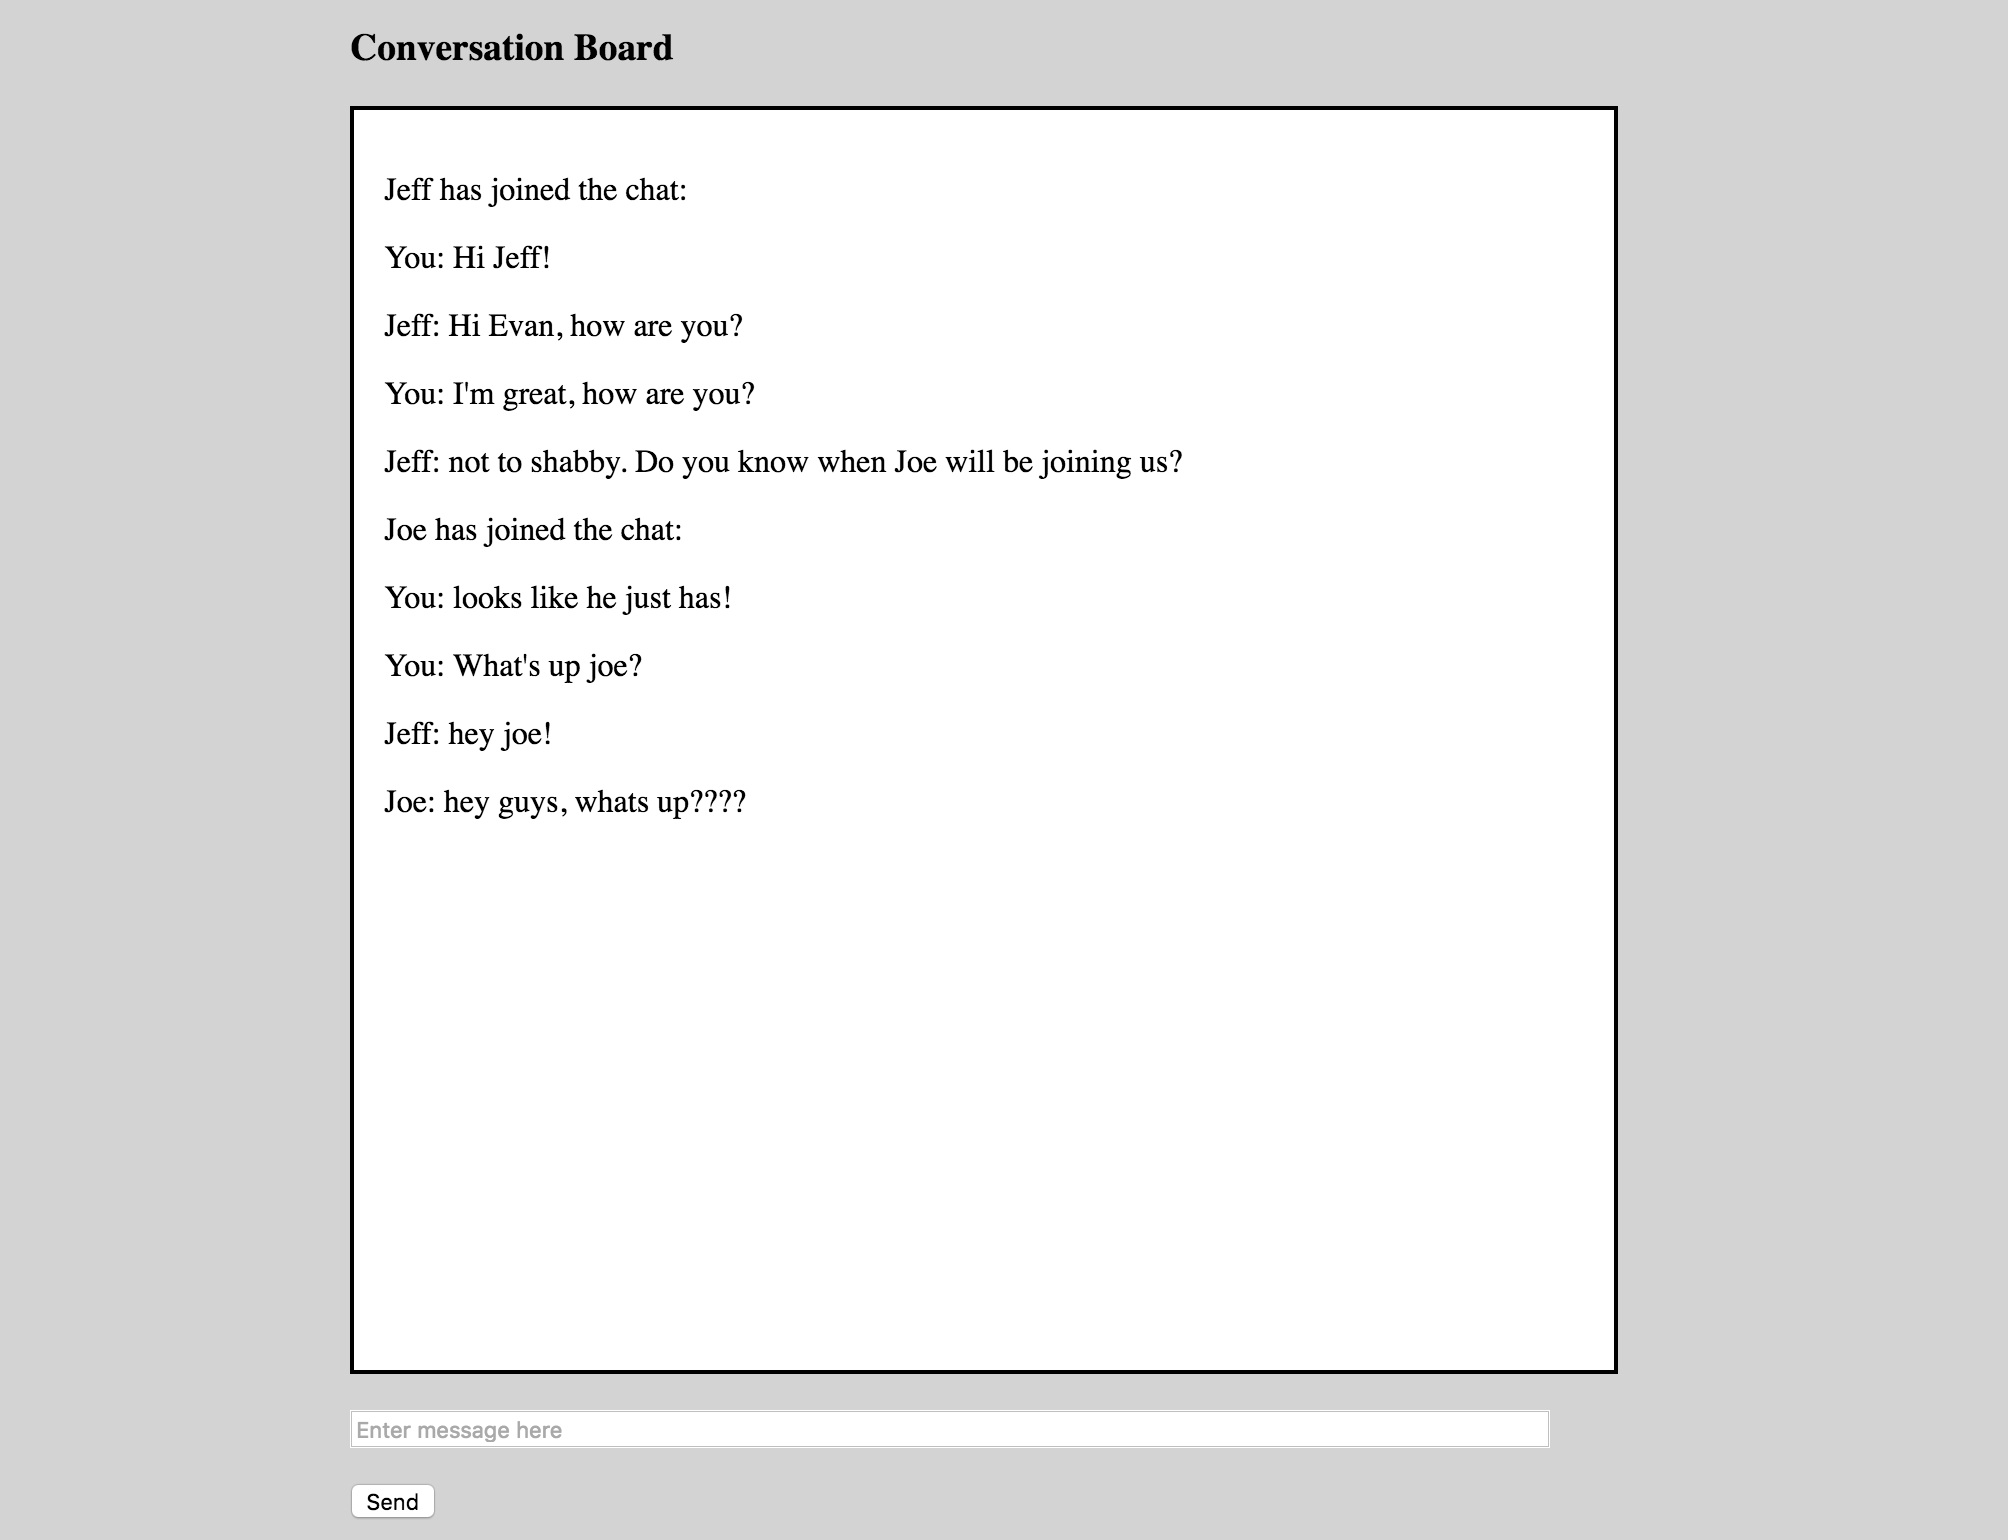 Conversation Board
Jeff has joined the chat:
You: Hi Jeff!
Jeff: Hi Evan, how are you?
You: I'm great, how are you?
Jeff: not to shabby. Do you know when Joe will be joining us?
Joe has joined the chat:
You: looks like he just has!
You: What's up joe?
Jeff: hey joe!
Joe: hey guys, whats up????
Enter message here
Send